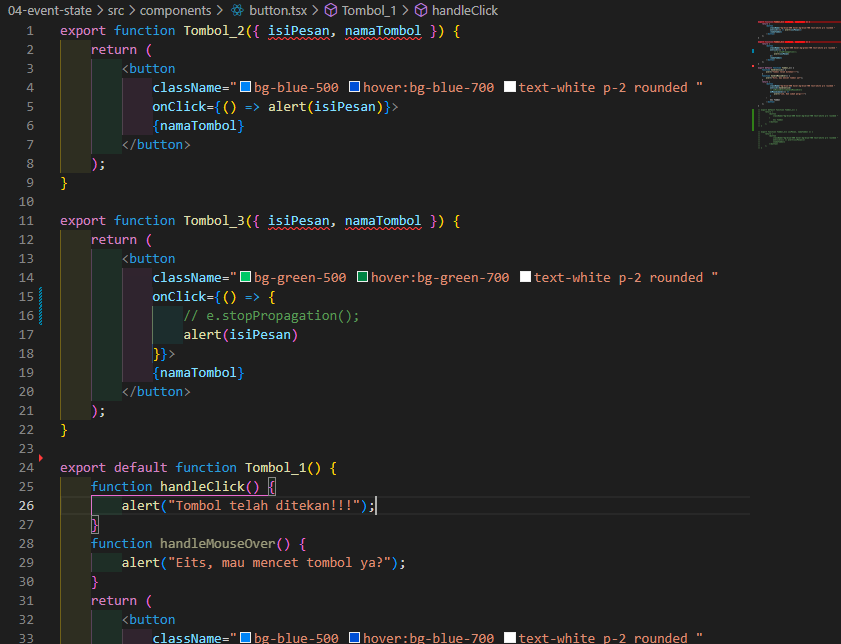 04-event-state > src > components > button.tsx > Tombol_1 > handleClick
1 export function Tombol_2({ isiPesan, namaTombol }) {
2 return (
3 <button
4 className="bg-blue-500 hover:bg-blue-700 text-white p-2 rounded "
5 onClick={() => alert(isiPesan)}>
6 {namaTombol}
7 </button>
8 );
9 }
10
11 export function Tombol_3({ isiPesan, namaTombol }) {
12 return (
13 <button
14 className="bg-green-500 hover:bg-green-700 text-white p-2 rounded "
15 onClick={() => {
16 // e.stopPropagation();
17 alert(isiPesan)
18 }}>
19 {namaTombol}
20 </button>
21 );
22 }
23
24 export default function Tombol_1() {
25 function handleClick() {
26 alert("Tombol telah ditekan!!!");
27 }
28 function handleMouseOver() {
29 alert("Eits, mau mencet tombol ya?");
30 }
31 return (
32 <button
33 className="bg-blue-500 hover:bg-blue-700 text-white p-2 rounded "